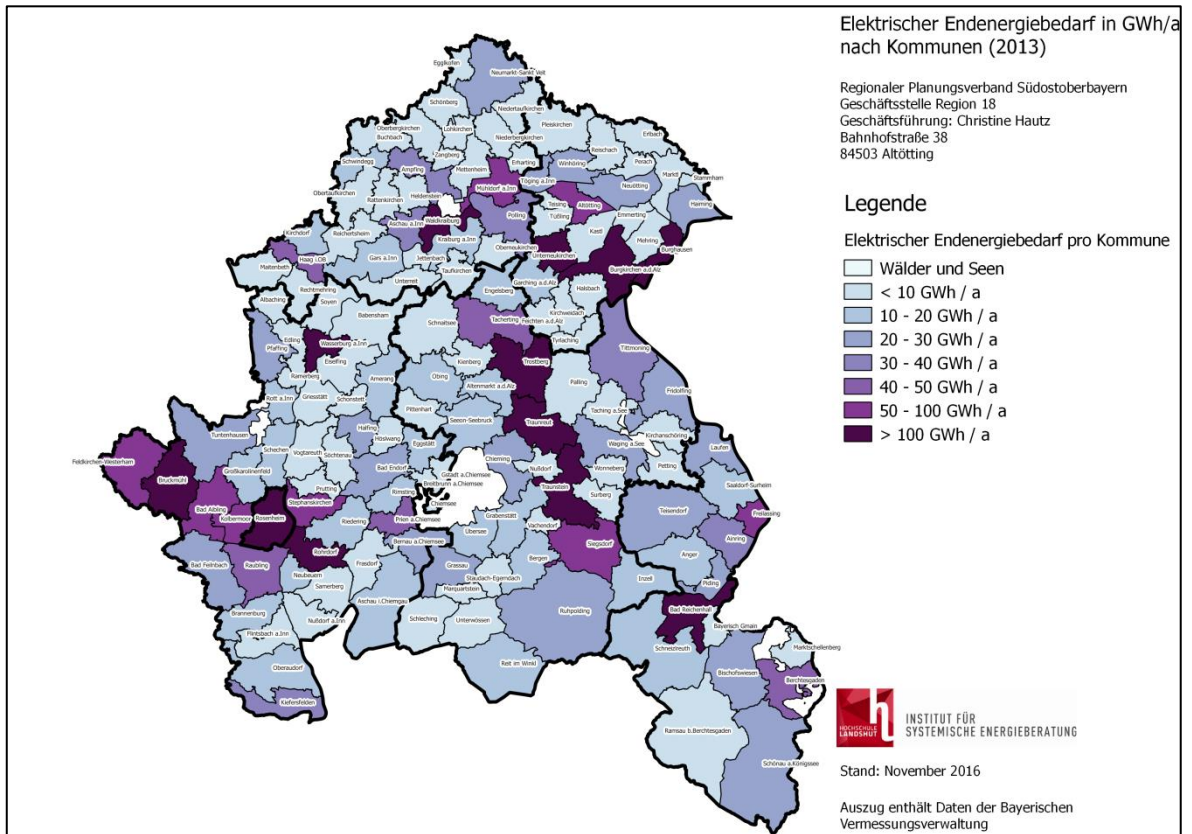 Elektrischer Endenergiebedarf in GWh/a
nach Kommunen (2013)
Regionaler Planungsverband Südostoberbayern
Geschäftsstelle Region 18
Geschäftsführung: Christine Hautz
Bahnhofstraße 38
84503 Altötting
Legende
Elektrischer Endenergiebedarf pro Kommune
Wälder und Seen
< 10 GWh / a
10 - 20 GWh / a
20 - 30 GWh / a
30 - 40 GWh / a
40 - 50 GWh / a
50 - 100 GWh / a
> 100 GWh / a
Egglkofen
Neumarkt-Sankt Veit
Schönberg
Niedertaufkirchen
Oberbergkirchen
Lohkirchen
Pleiskirchen
Erlbach
Buchbach
Niederbergkirchen
Reischach
Zangberg
Erharting
Perach
Schwindegg
Ampfing
Mettenheim
Winhöring
Markt
Stammham
Mühldorf a.Inn
Töging a.Inn
Neuötting
Obertaufkirchen
Rattenkirchen
Heldenstein
Teising
Altötting
Haiming
Polling
Tüßling
Emmerting
Kirchdorf
Reichertsheim
Aschau a.Inn
Waldkraiburg
Kastl
Mehring
Burghausen
Kraiburg a.Inn
Oberneukirchen
Unterneukirchen
Haag i.OB
Gars a.Inn
Jettenbach
Burgkirchen a.d.Alz
Maitenbeth
Taufkirchen
Garching a.d.Alz
Rechtmehring
Unterreit
Engelsberg
Halsbach
Albaching
Soyen
Kirchweidach
Babensham
Tacherting
Feichten a.d.Alz
Schnaitsee
Tyrlaching
Edling
Wasserburg a.Inn
Tittmoning
Pfaffing
Eiselfing
Kienberg
Trostberg
Ramerberg
Amerang
Obing
Altenmarkt a.d.Alz
Palling
Fridolfing
Rott a.Inn
Griesstätt
Schonstett
Pittenhart
Taching a.See
Seeon-Seebruck
Traunreut
Tuntenhausen
Halfing
Kirchanschöring
Schechen
Vogtareuth
Höslwang
Eggstätt
Waging a.See
Laufen
Feldkirchen-Westerham
Söchtenau
Chieming
Nußdorf
Großkarolinenfeld
Bad Endorf
Gstadt a.Chiemsee
Wonneberg
Petting
Bruckmühl
Prutting
Breitbrunn a.Chiemsee
Saaldorf-Surheim
Stephanskirchen
Rimsting
Chiemsee
Traunstein
Surberg
Bad Aibling
Kolbermoor
Rosenheim
Riedering
Prien a.Chiemsee
Grabenstätt
Teisendorf
Freilassing
Übersee
Vachendorf
Rohrdorf
Bernau a.Chiemsee
Siegsdorf
Ainring
Bad Feilnbach
Raubling
Neubeuern
Frasdorf
Grassau
Bergen
Anger
Samerberg
Staudach-Egerndach
Inzell
Piding
Marquartstein
Brannenburg
Nußdorf a.Inn
Aschau i.Chiemgau
Ruhpolding
Bad Reichenhall
Flintsbach a.Inn
Schleching
Unterwössen
Bayerisch Gmain
Schneizlreuth
Marktschellenberg
Oberaudorf
Reit im Winkl
Bischofswiesen
Berchtesgaden
Kiefersfelden
Ramsau b.Berchtesgaden
Schönau a.Königssee
HOCHSCHULE
LANDSHUT
INSTITUT FÜR
SYSTEMISCHE ENERGIEBERATUNG
Stand: November 2016
Auszug enthält Daten der Bayerischen
Vermessungsverwaltung